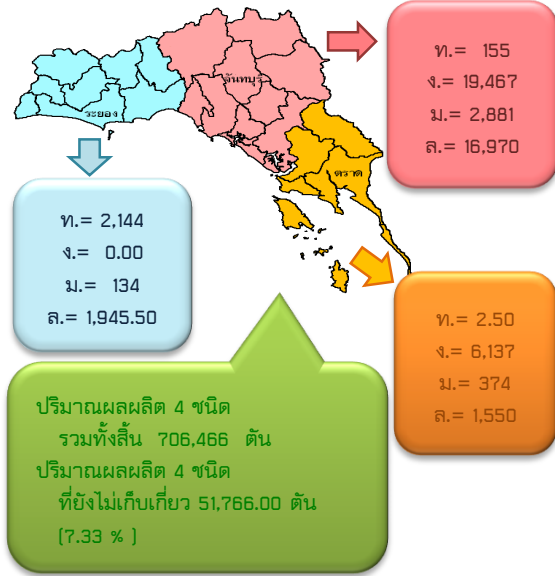 ท.= 155
ง.= 19,467
ม.= 2,881
ล.= 16,970
จันทบุรี
ระยอง
ตราด
ท.= 2,144
ง.= 0.00
ม.= 134
ล.= 1,945.50
ท.= 2.50
ง.= 6,137
ม.= 374
ล.= 1,550
ปริมาณผลผลิต 4 ชนิด
รวมทั้งสิ้น 706,466 ตัน
ปริมาณผลผลิต 4 ชนิด
ที่ยังไม่เก็บเกี่ยว 51,766.00 ตัน
(7.33 % )